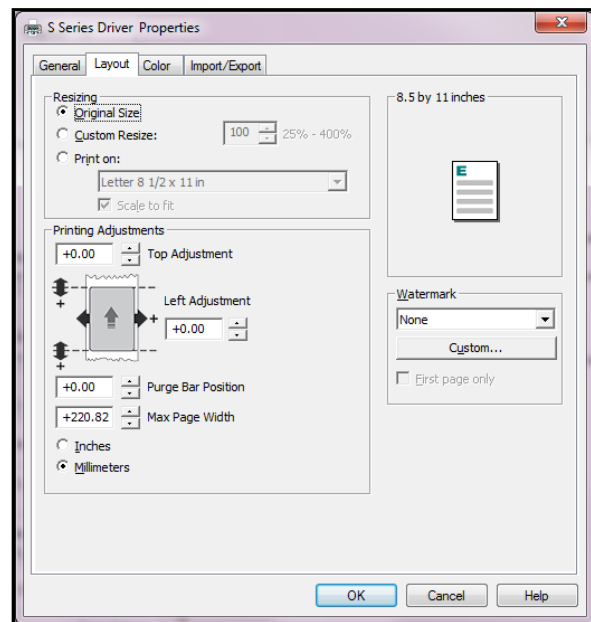 S Series Driver Properties
General Layout Color Import/Export
Resizing
Original Size
Custom Resize: 100 25% - 400%
Print on:
Letter 8 1/2 x 11 in
Scale to fit
8.5 by 11 inches
E
Printing Adjustments
+0.00 Top Adjustment
Left Adjustment
+0.00
+
+
+
+0.00 Purge Bar Position
+220.82 Max Page Width
Inches
Millimeters
Watermark
None
Custom...
First page only
OK Cancel Help